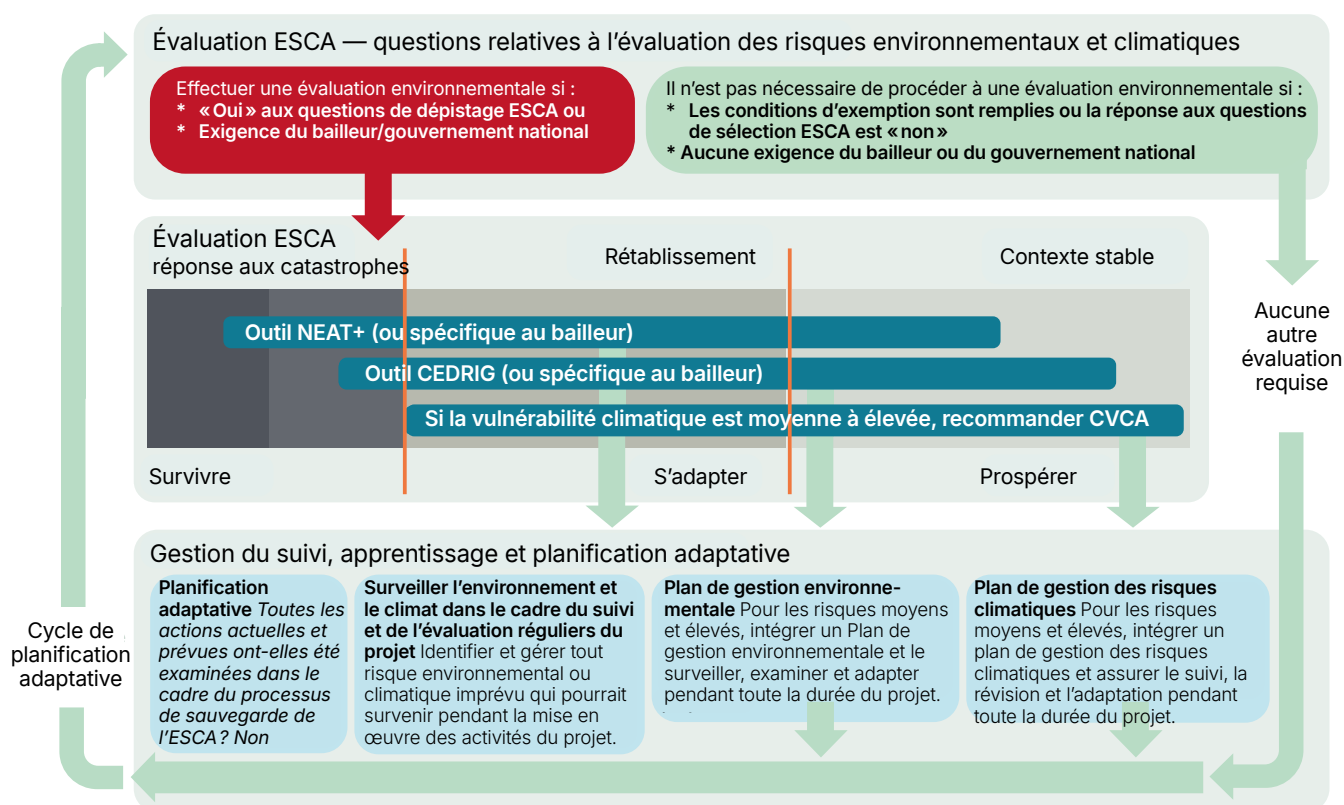 Évaluation ESCA — questions relatives à l’évaluation des risques environnementaux et climatiques
Effectuer une évaluation environnementale si :
* «Oui» aux questions de dépistage ESCA ou
* Exigence du bailleur/gouvernement national
Il n’est pas nécessaire de procéder à une évaluation environnementale si :
* Les conditions d’exemption sont remplies ou la réponse aux questions
de sélection ESCA est «non»
* Aucune exigence du bailleur ou du gouvernement national
Évaluation ESCA
réponse aux catastrophes
Rétablissement
Contexte stable
Outil NEAT+ (ou spécifique au bailleur)
Outil CEDRIG (ou spécifique au bailleur)
Si la vulnérabilité climatique est moyenne à élevée, recommander CVCA
Survivre
S’adapter
Prospérer
Aucune
autre
évaluation
requise
Gestion du suivi, apprentissage et planification adaptative
Planification
adaptative Toutes les
actions actuelles et
prévues ont-elles été
examinées dans le
cadre du processus
de sauvegarde de
l’ESCA? Non
Surveiller l’environnement et
le climat dans le cadre du suivi
et de l’évaluation réguliers du
projet Identifier et gérer tout
risque environnemental ou
climatique imprévu qui pourrait
survenir pendant la mise en
œuvre des activités du projet.
Plan de gestion environne-
mentale Pour les risques moyens
et élevés, intégrer un Plan de
gestion environnementale et le
surveiller, examiner et adapter
pendant toute la durée du projet.
Plan de gestion des risques
climatiques Pour les risques
moyens et élevés, intégrer un
plan de gestion des risques
climatiques et assurer le suivi, la
révision et l’adaptation pendant
toute la durée du projet.
Cycle de
planification
adaptative